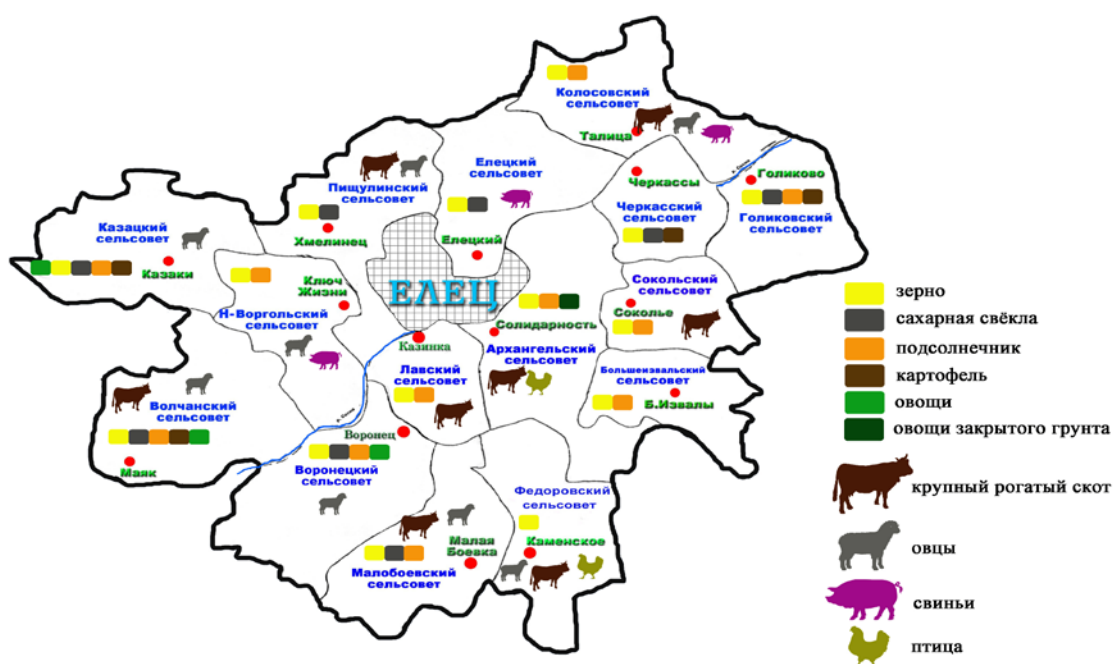 Колосовский
сельсовет
Талица
Елецкий
сельсовет
Пищулинский
сельсовет
Черкассы
Голиково
Черкасский
сельсовет
Голиковский
сельсовет
Казацкий
сельсовет
Казаки
Хмелинец
Елецкий
Ключ
Жизни
ЕЛЕЦ
Н-Воргольский
сельсовет
Сокольский
сельсовет
Соколье
Солидарность
Казинка
Архангельский
сельсовет
Лавский
сельсовет
Большеизвальский
сельсовет
Б.Извалы
Волчанский
сельсовет
Маяк
Воронец
Воронецкий
сельсовет
Федоровский
сельсовет
Малая
Боевка
Каменское
Малобоевский
сельсовет
зерно
сахарная свёкла
подсолнечник
картофель
овощи
овощи закрытого грунта
крупный рогатый скот
овцы
свиньи
птица